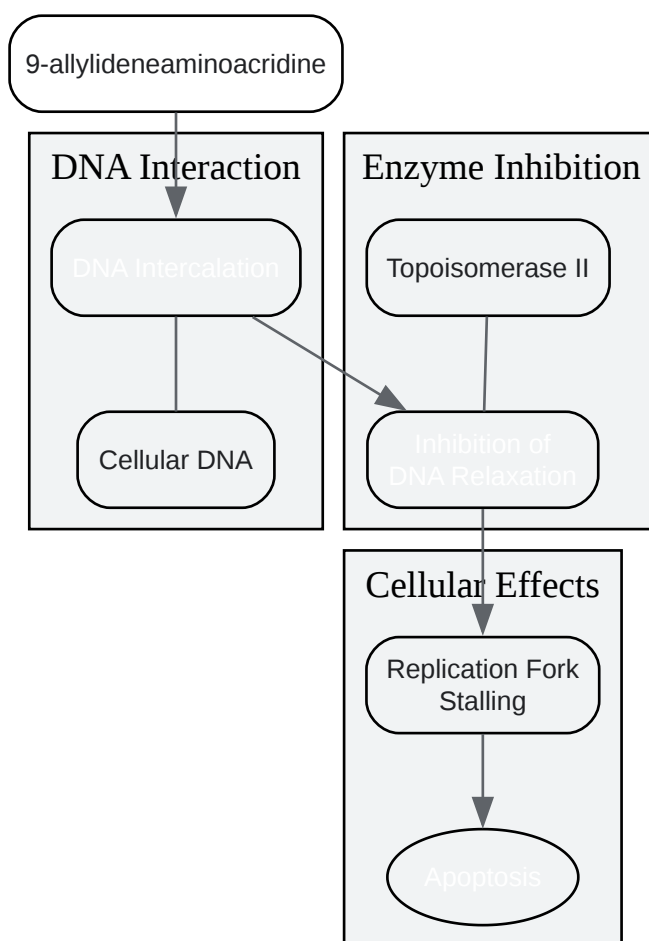 9-allylideneaminoacridine
DNA Interaction
Enzyme Inhibition
DNA Intercalation
Topoisomerase II
Cellular DNA
Inhibition of
DNA Relaxation
Cellular Effects
Replication Fork
Stalling
Apoptosis